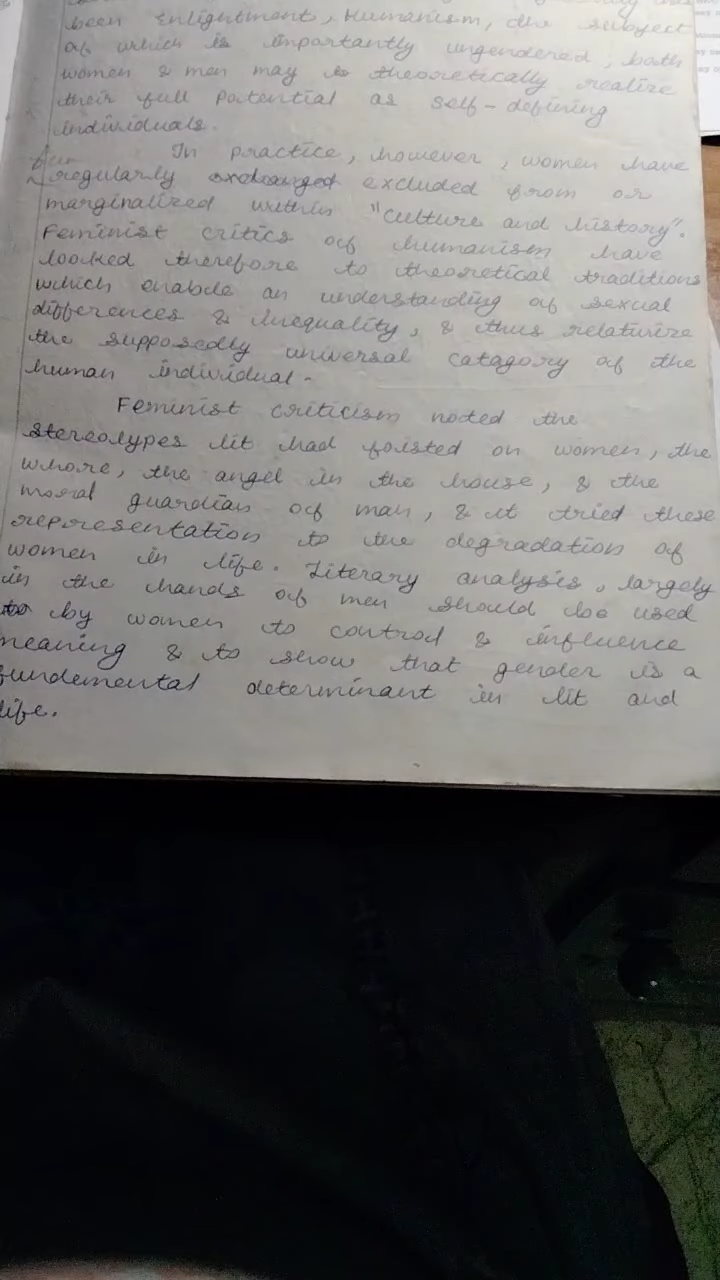 been Enlightment, Humanism, the subject
of which is importantly ungendered, both
women & men may theoretically realize
their full potential as self-defining
individuals.
In practice, however, women have
regularly exchanged excluded from or
marginalized within "culture and history".
Feminist critics of humanism have
looked therefore to theoretical traditions
which enable an understanding of sexual
differences & Inequality, & thus relativize
the supposedly universal catagory of the
human individual-
Feminist criticism noted the
stereotypes lit had foisted on women, the
whore, the angel in the house, & the
moral guardian of man, & it tried these
representation to the degradation of
women in life. Literary analysis, largely
in the hands of men should be used
by women to control & influence
meaning & to show that gender is a
fundemental determinant in lit and
life.